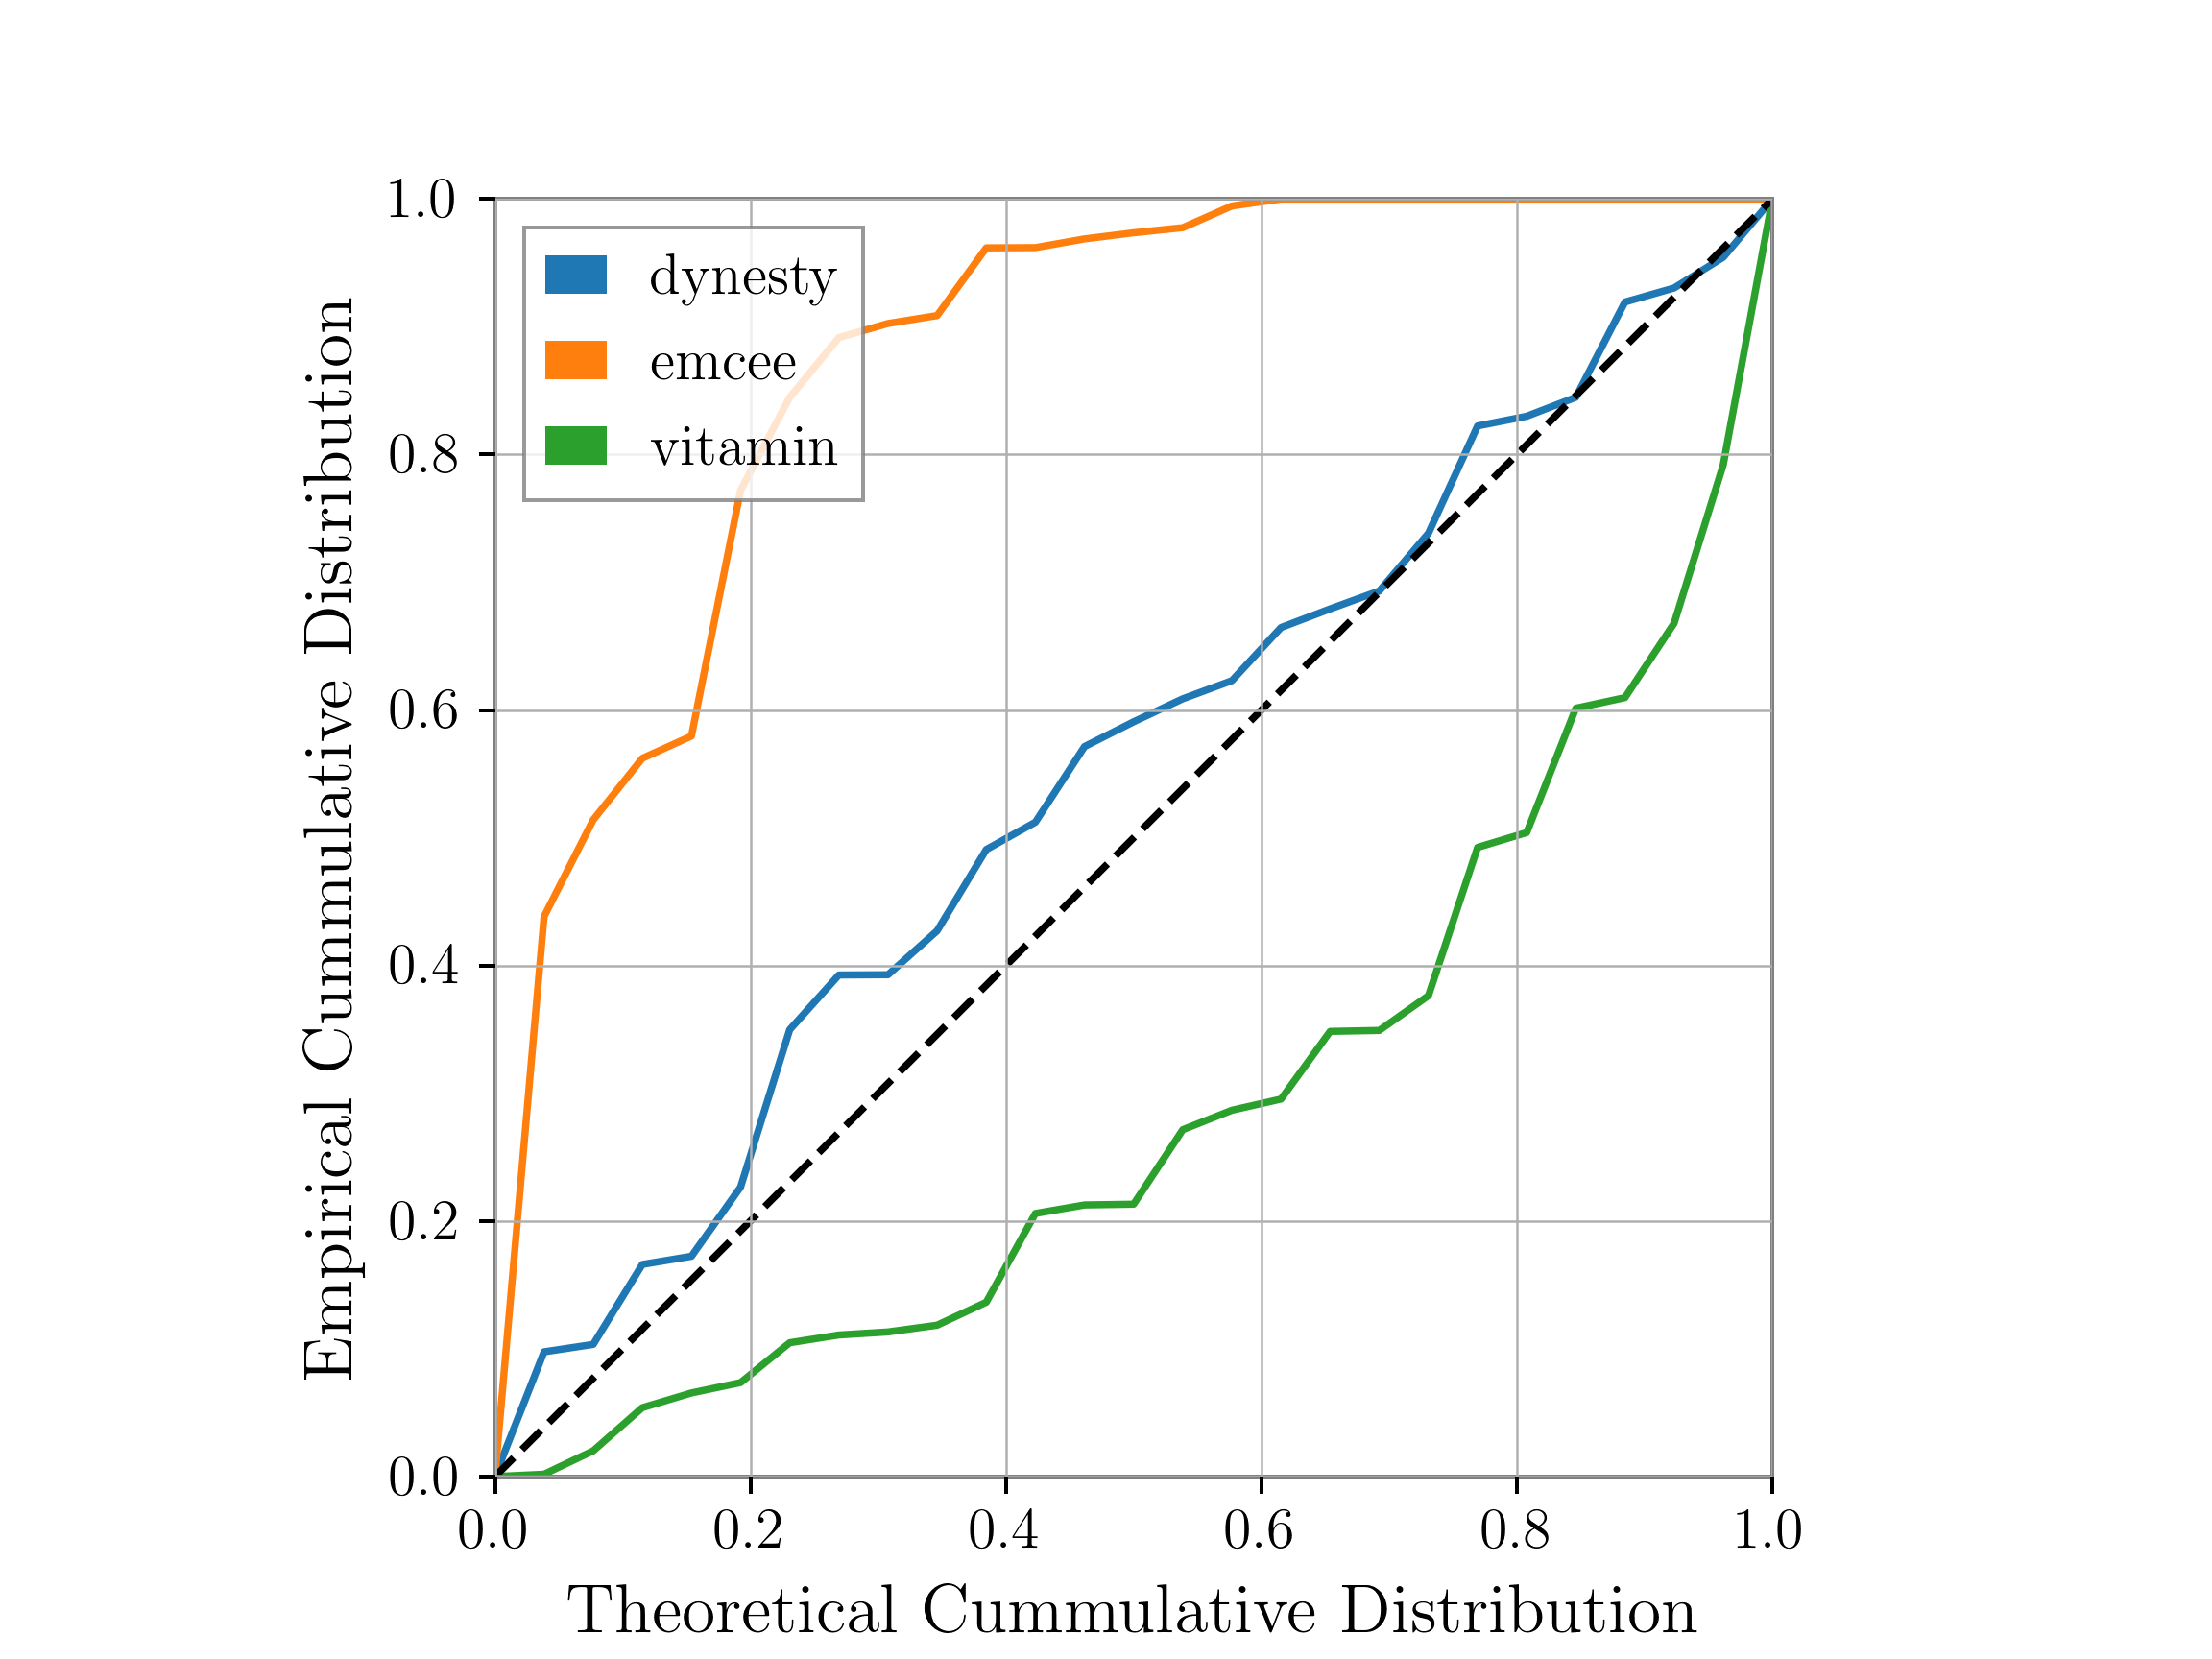 1.0
0.8
0.6
0.4
0.2
0.0
Empirical Cummulative Distribution
dynesty
emcee
vitamin
0.0 0.2 0.4 0.6 0.8 1.0
Theoretical Cummulative Distribution